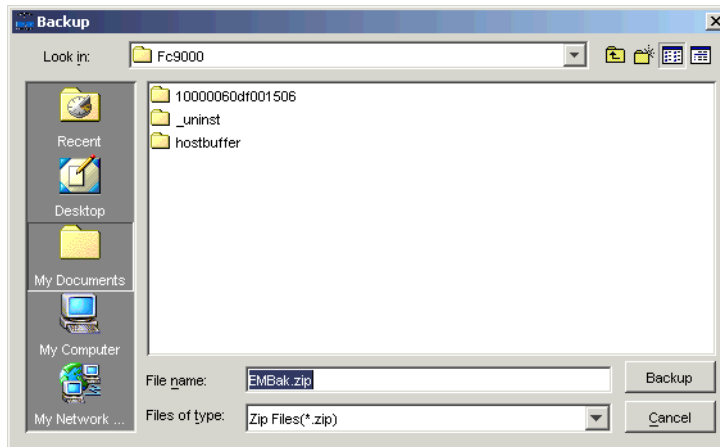 Backup
Look in:
Fc9000
Recent
Desktop
My Documents
My Computer
My Network ...
10000060df001506
_uninst
hostbuffer
File name:
EMBak.zip
Backup
Files of type:
Zip Files(*.zip)
Cancel